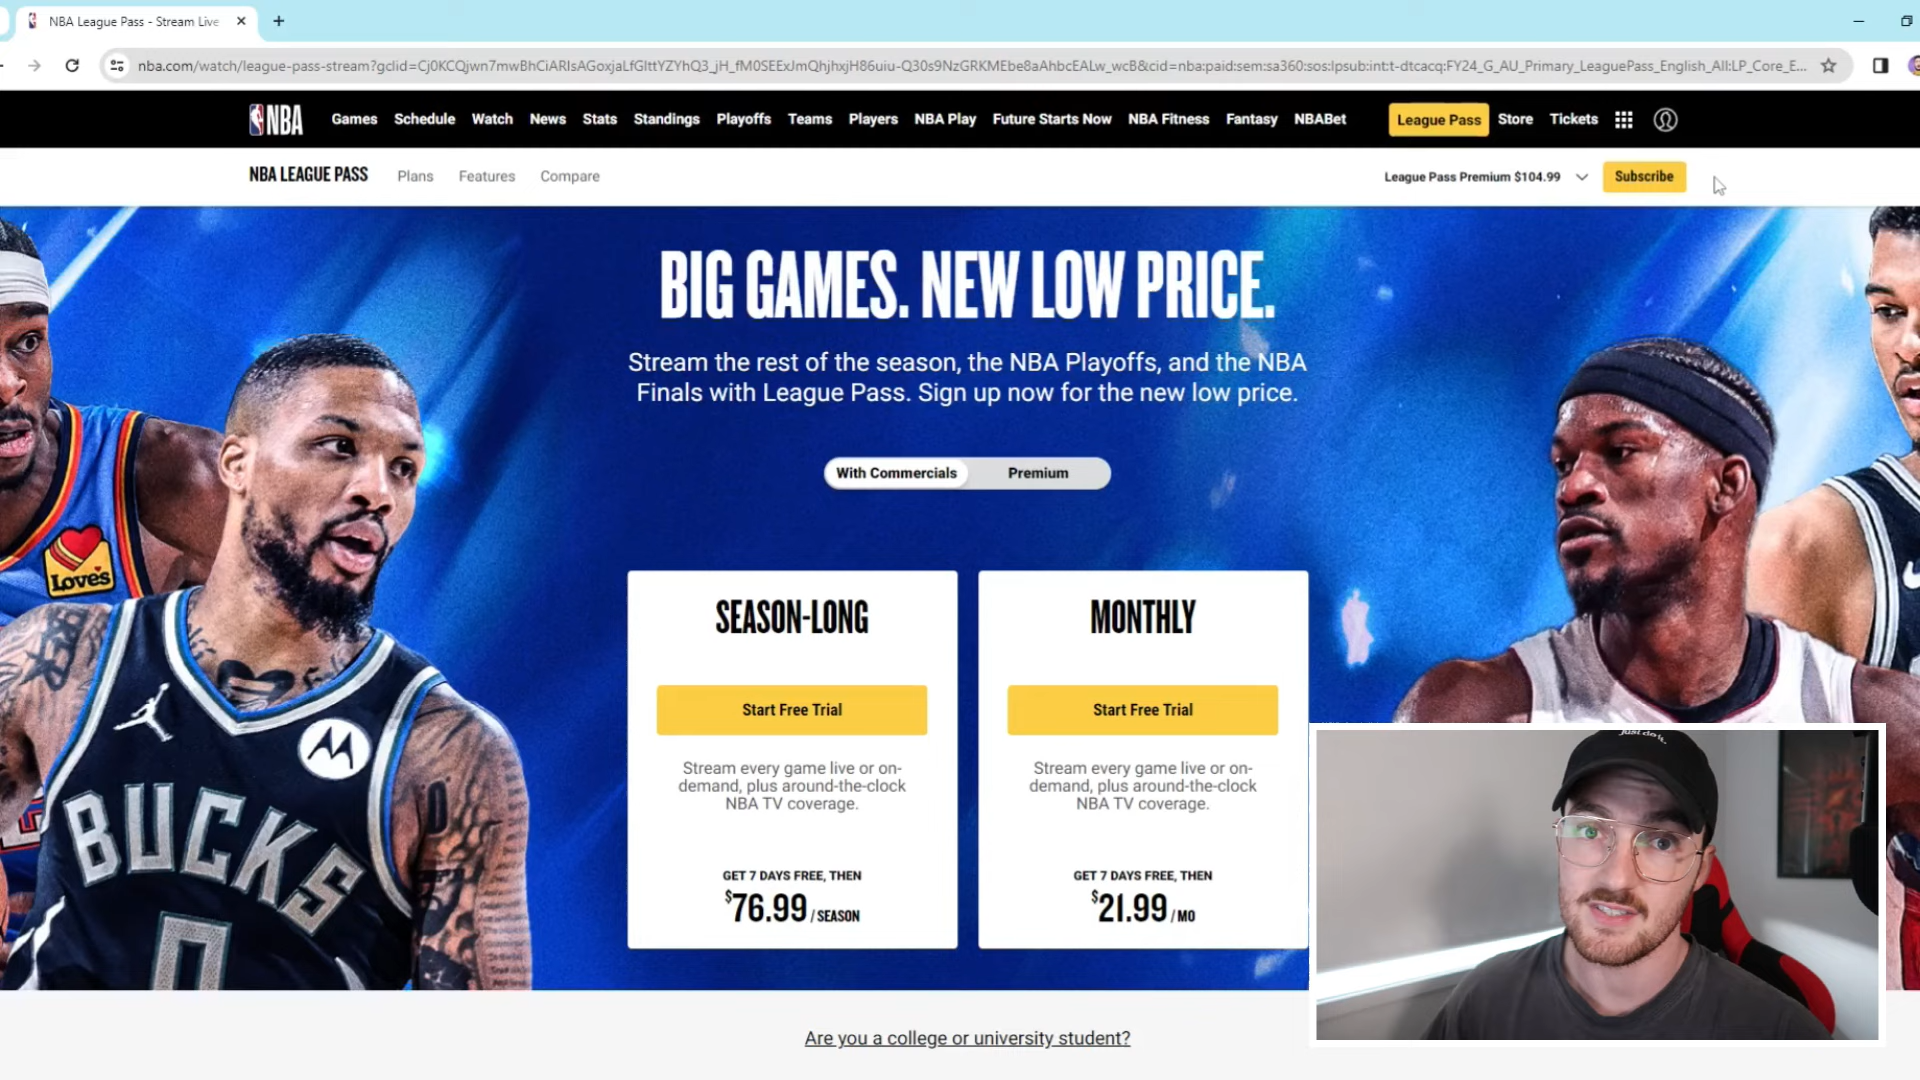 NBA League Pass - Stream Live
nba.com/watch/league-pass-stream?gclid=Cj0KCQjwn7mwBhCiARIsAGoxjaLfGIttYZYhQ3_jH_fM0SEExJmQhjhxjH86uiu-Q30s9NzGRKMEbe8aAhbcEALw_wcB&cid=nba:paid:sem:sa360:sos:lpsub:int:t-dtcacq:FY24_G_AU_Primary_LeaguePass_English_All:LP_Core_E...
NBA Games Schedule Watch News Stats Standings Playoffs Teams Players NBA Play Future Starts Now NBA Fitness Fantasy NBABet League Pass Store Tickets
NBA LEAGUE PASS Plans Features Compare League Pass Premium $104.99 Subscribe
BIG GAMES. NEW LOW PRICE.
Stream the rest of the season, the NBA Playoffs, and the NBA
Finals with League Pass. Sign up now for the new low price.
With Commercials Premium
SEASON-LONG
Start Free Trial
Stream every game live or on-
demand, plus around-the-clock
NBA TV coverage.
GET 7 DAYS FREE, THEN
$76.99 / SEASON
MONTHLY
Start Free Trial
Stream every game live or on-
demand, plus around-the-clock
NBA TV coverage.
GET 7 DAYS FREE, THEN
$21.99 / MO
Love's
BUCKS
0
Just do it.
Are you a college or university student?